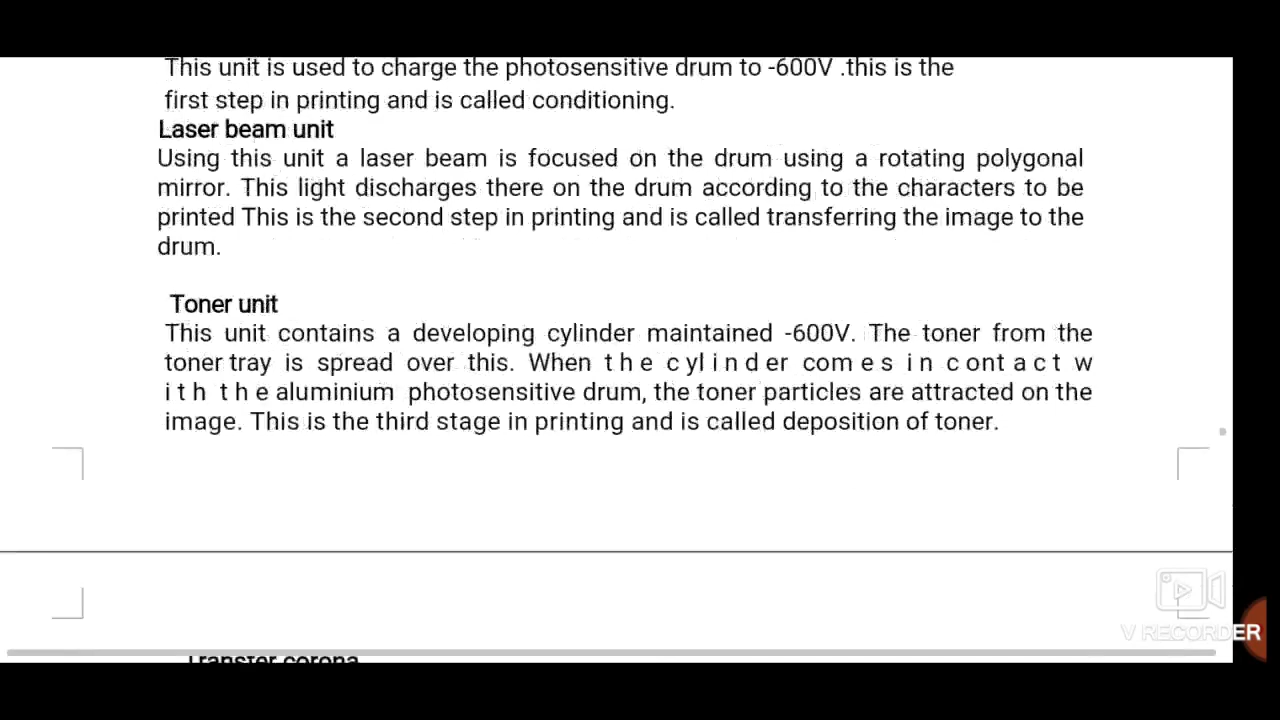 This unit is used to charge the photosensitive drum to -600V .this is the
first step in printing and is called conditioning.
Laser beam unit
Using this unit a laser beam is focused on the drum using a rotating polygonal
mirror. This light discharges there on the drum according to the characters to be
printed This is the second step in printing and is called transferring the image to the
drum.
Toner unit
This unit contains a developing cylinder maintained -600V. The toner from the
toner tray is spread over this. When t h e c yl i n d er com e s i n c ont a c t w
i t h t h e aluminium photosensitive drum, the toner particles are attracted on the
image. This is the third stage in printing and is called deposition of toner.
V RECORDER
Transfer corona